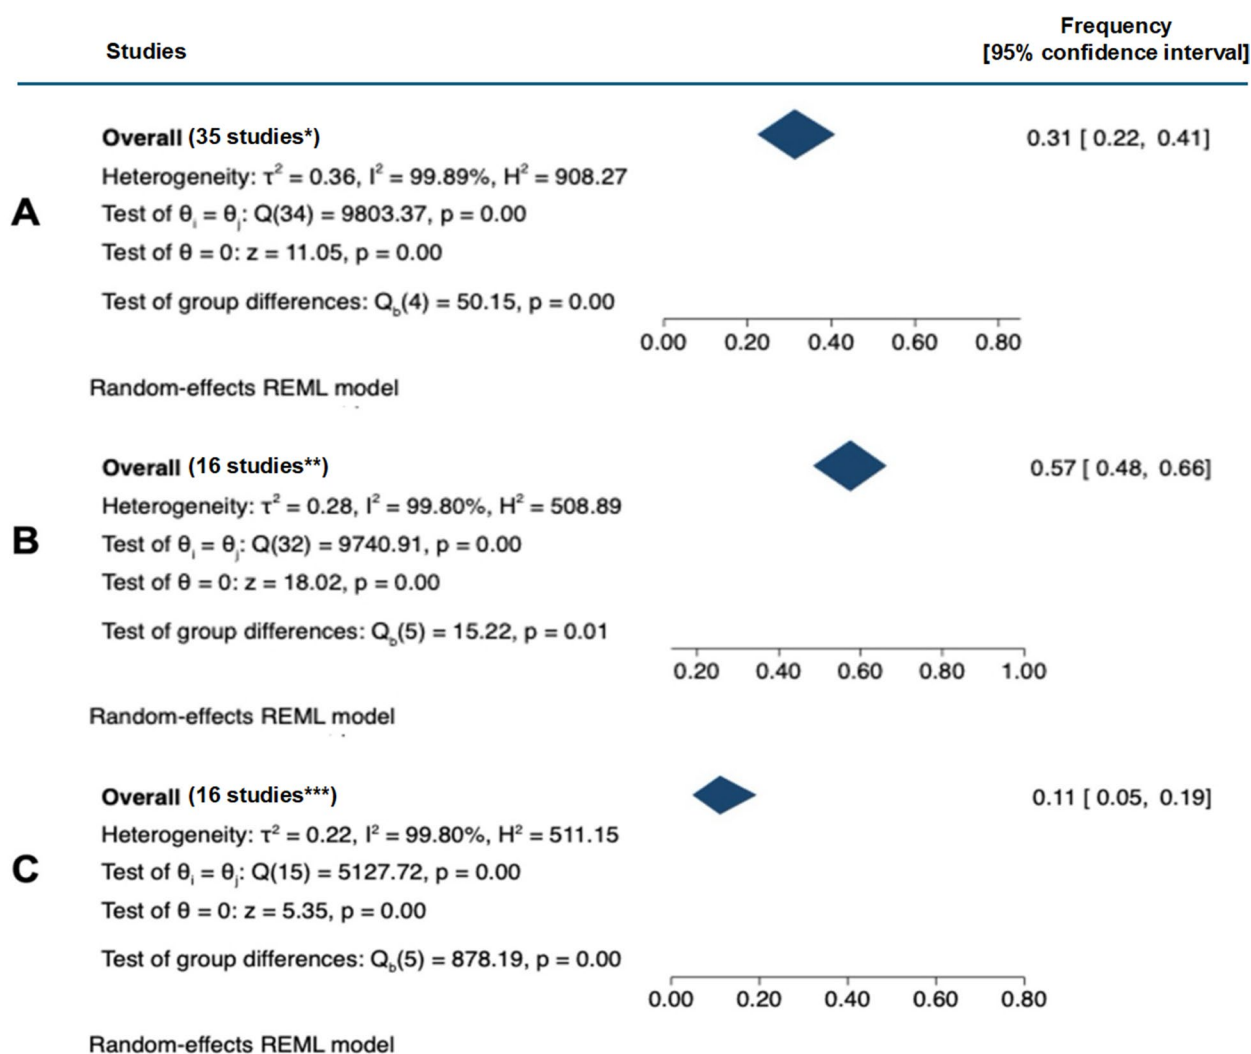 Studies
Frequency
[95% confidence interval]
A
Overall (35 studies*)
0.31 [ 0.22, 0.41]
Heterogeneity: τ² = 0.36, I² = 99.89%, H² = 908.27
Test of θᵢ = θⱼ: Q(34) = 9803.37, p = 0.00
Test of θ = 0: z = 11.05, p = 0.00
Test of group differences: Q_b(4) = 50.15, p = 0.00
0.00 0.20 0.40 0.60 0.80
Random-effects REML model
B
Overall (16 studies**)
0.57 [ 0.48, 0.66]
Heterogeneity: τ² = 0.28, I² = 99.80%, H² = 508.89
Test of θᵢ = θⱼ: Q(32) = 9740.91, p = 0.00
Test of θ = 0: z = 18.02, p = 0.00
Test of group differences: Q_b(5) = 15.22, p = 0.01
0.20 0.40 0.60 0.80 1.00
Random-effects REML model
C
Overall (16 studies***)
0.11 [ 0.05, 0.19]
Heterogeneity: τ² = 0.22, I² = 99.80%, H² = 511.15
Test of θᵢ = θⱼ: Q(15) = 5127.72, p = 0.00
Test of θ = 0: z = 5.35, p = 0.00
Test of group differences: Q_b(5) = 878.19, p = 0.00
0.00 0.20 0.40 0.60 0.80
Random-effects REML model